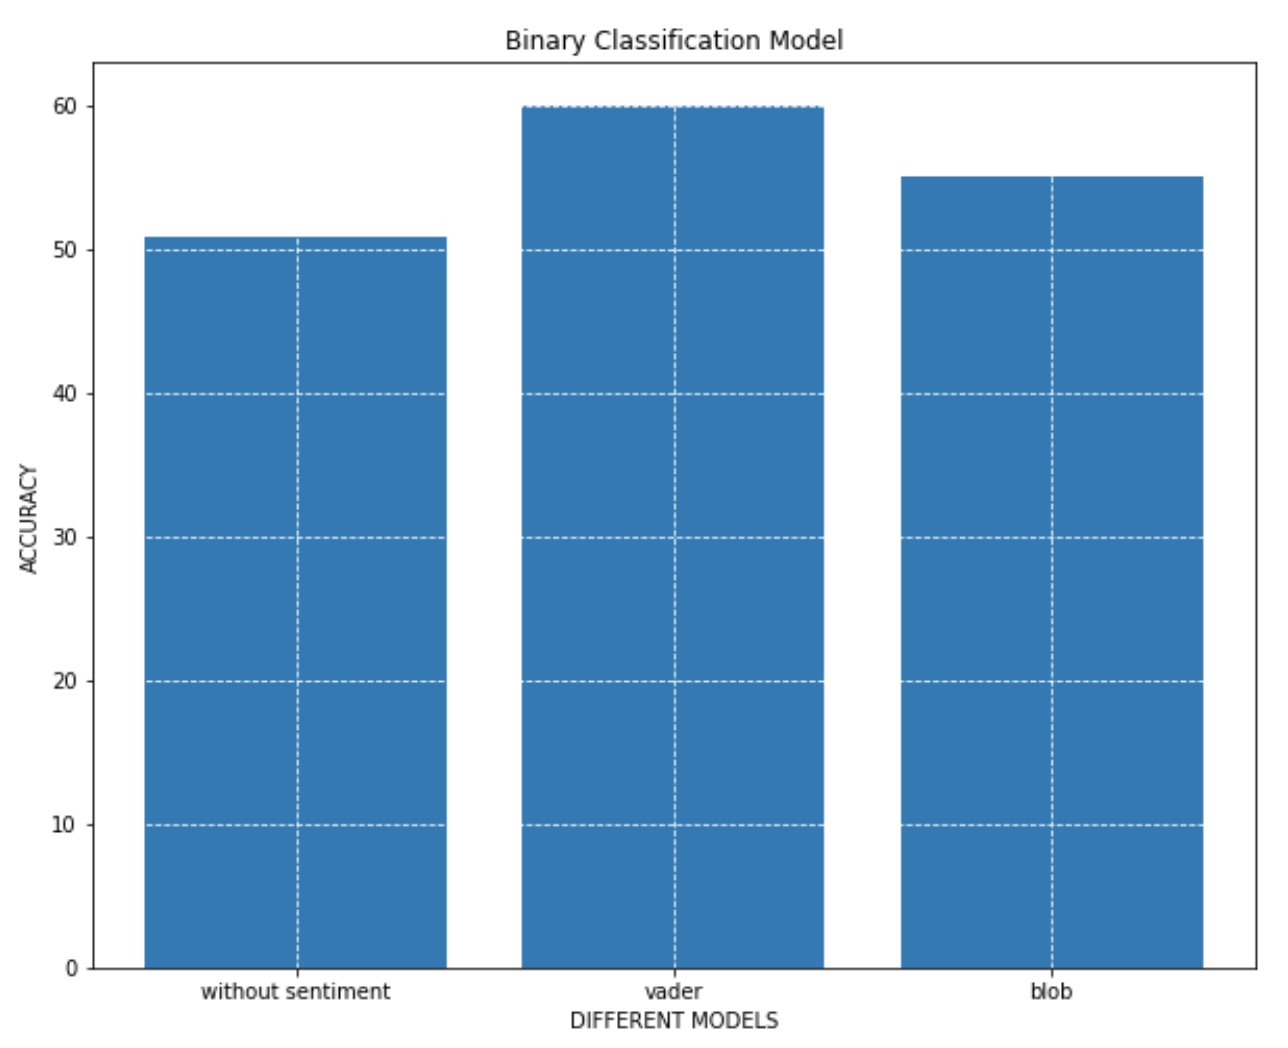 Binary Classification Model
60
50
40
30
20
10
0
ACCURACY
without sentiment
vader
blob
DIFFERENT MODELS